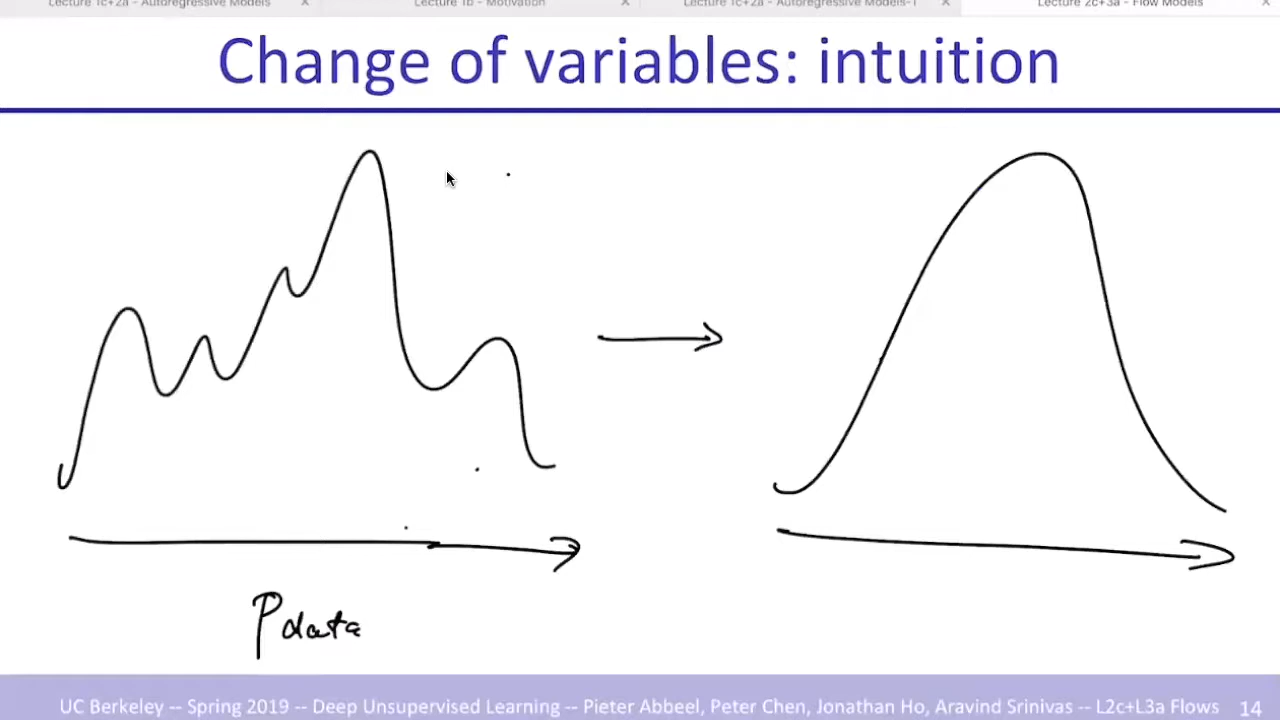 Lecture 1c+2a - Autoregressive Models
Lecture 1b - Motivation
Lecture 1c+2a - Autoregressive Models-1
Lecture 2c+3a - Flow Models
Change of variables: intuition
P data
UC Berkeley -- Spring 2019 -- Deep Unsupervised Learning -- Pieter Abbeel, Peter Chen, Jonathan Ho, Aravind Srinivas -- L2c+L3a Flows 14